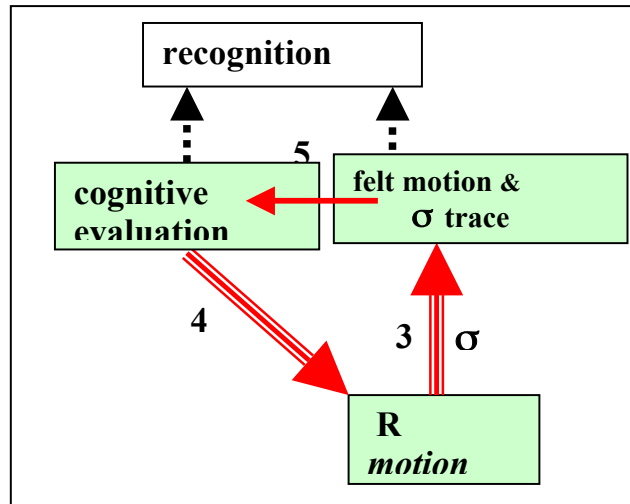 recognition
5
cognitive
evaluation
felt motion &
σ trace
4
3 σ
R
motion